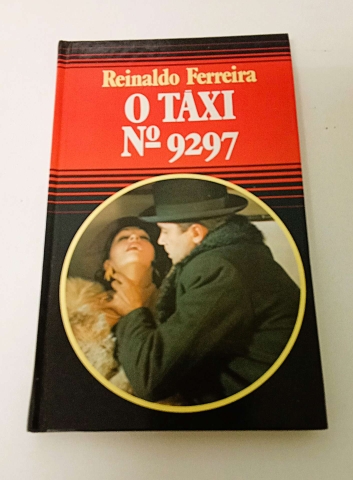 Reinaldo Ferreira
O TÁXI
Nº 9297